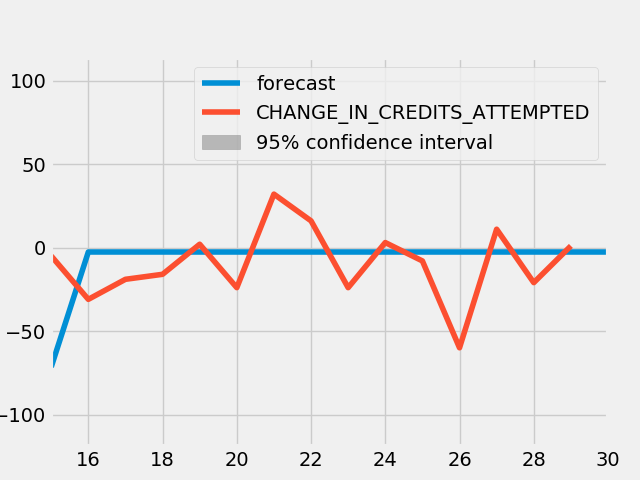 forecast
CHANGE_IN_CREDITS_ATTEMPTED
95% confidence interval
100
50
0
−50
−100
16 18 20 22 24 26 28 30